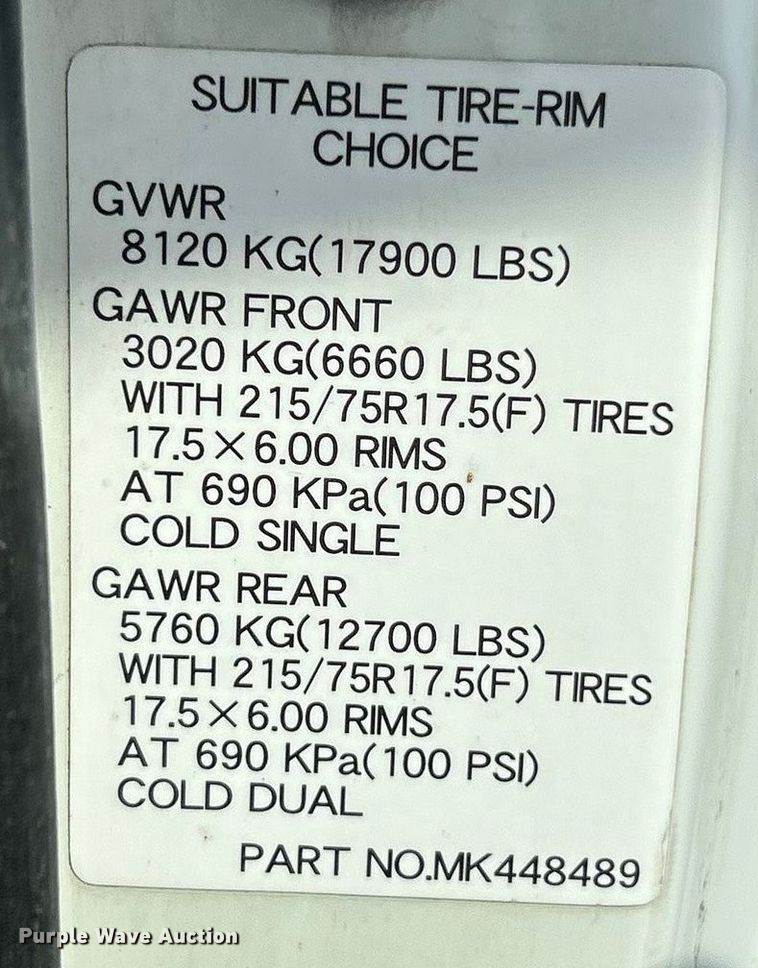 SUITABLE TIRE-RIM
CHOICE
GVWR
8120 KG(17900 LBS)
GAWR FRONT
3020 KG(6660 LBS)
WITH 215/75R17.5(F) TIRES
17.5×6.00 RIMS
AT 690 KPa(100 PSI)
COLD SINGLE
GAWR REAR
5760 KG(12700 LBS)
WITH 215/75R17.5(F) TIRES
17.5×6.00 RIMS
AT 690 KPa(100 PSI)
COLD DUAL
PART NO.MK448489
Purple Wave Auction